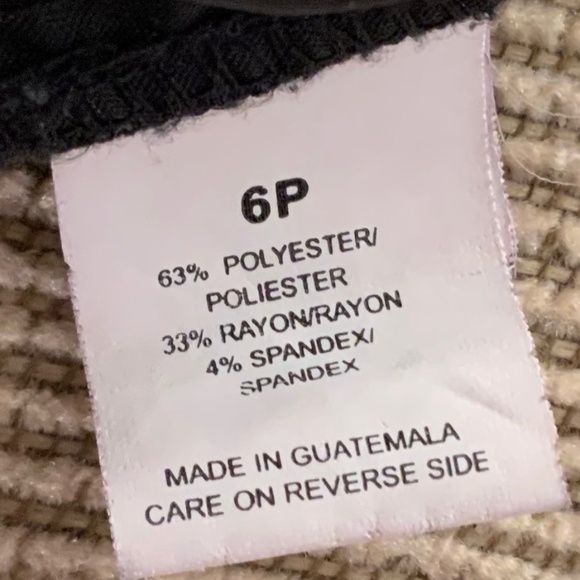 6P
63% POLYESTER/
POLIESTER
33% RAYON/RAYON
4% SPANDEX/
SPANDEX
MADE IN GUATEMALA
CARE ON REVERSE SIDE